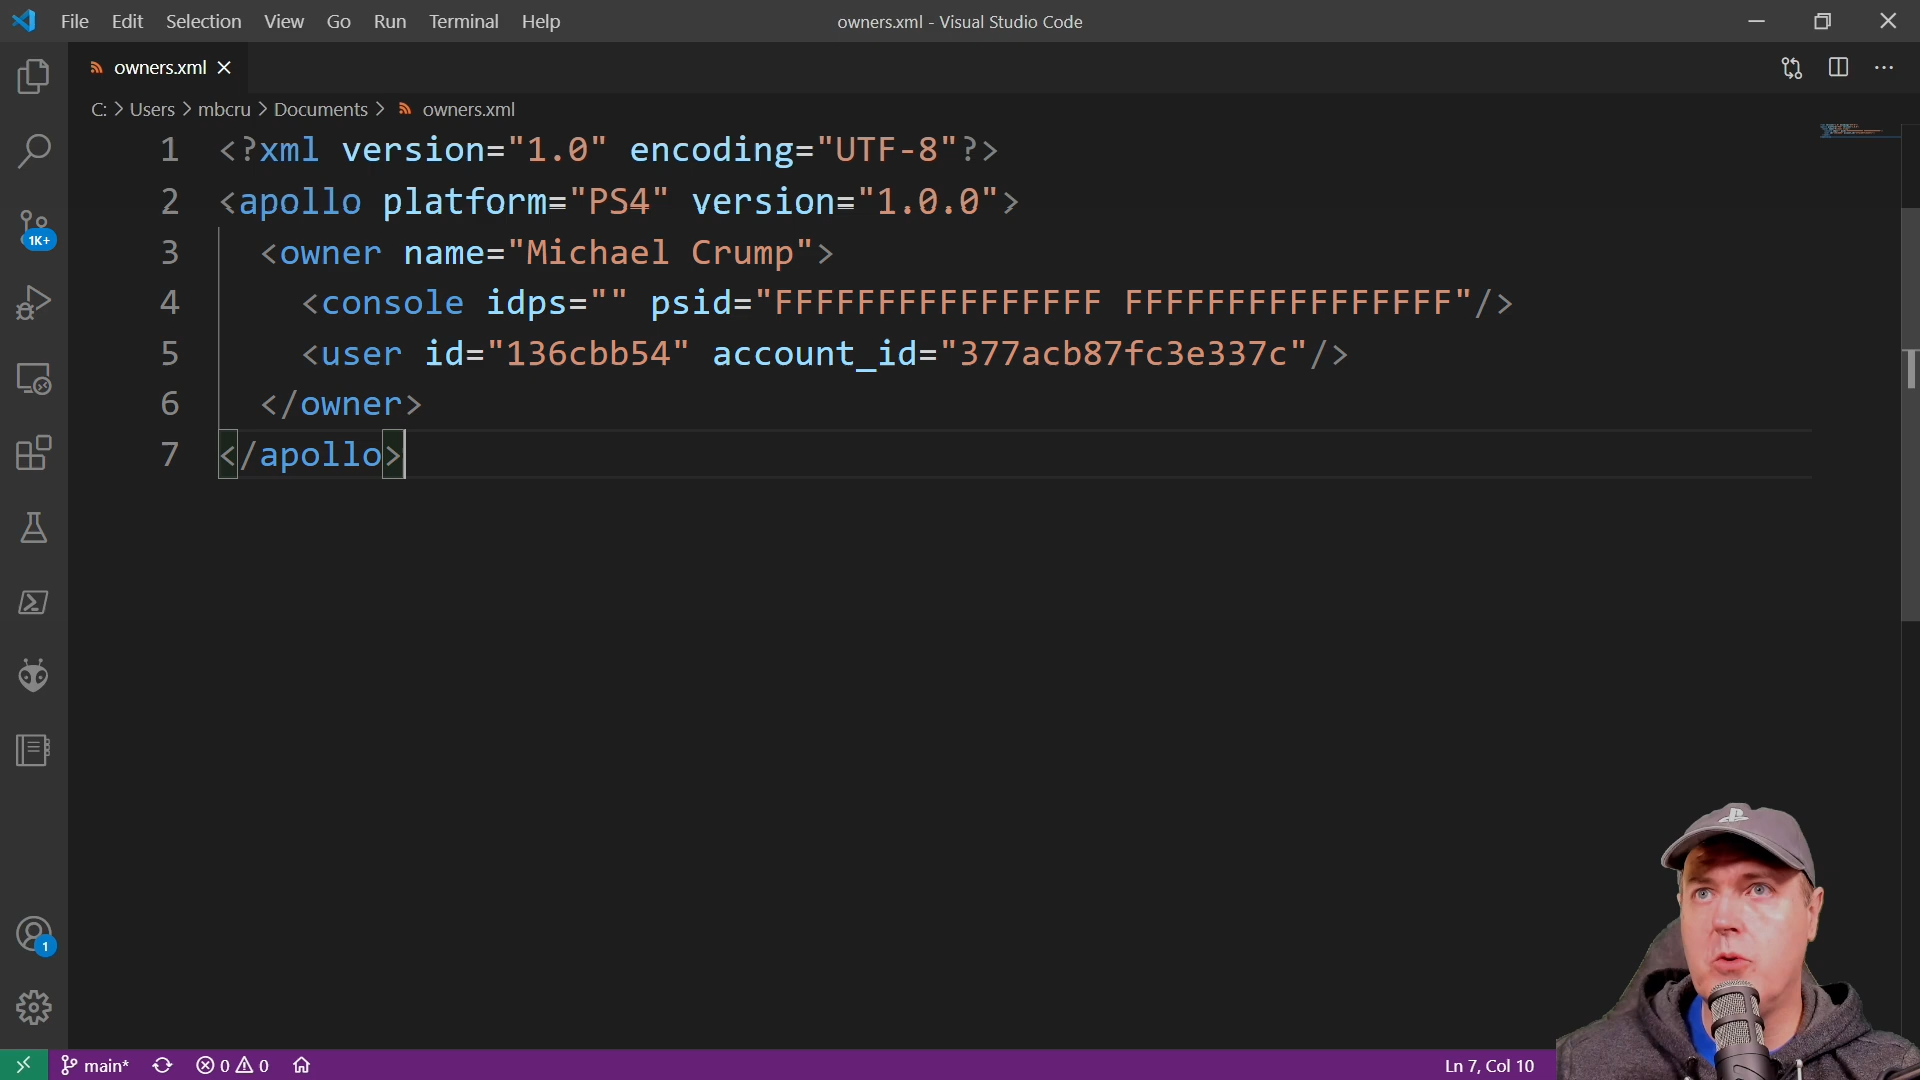 File Edit Selection View Go Run Terminal Help owners.xml - Visual Studio Code
owners.xml
C: > Users > mbcru > Documents > owners.xml
1 <?xml version="1.0" encoding="UTF-8"?>
2 <apollo platform="PS4" version="1.0.0">
3 <owner name="Michael Crump">
4 <console idps="" psid="FFFFFFFFFFFFFFFF FFFFFFFFFFFFFFFF"/>
5 <user id="136cbb54" account_id="377acb87fc3e337c"/>
6 </owner>
7 </apollo>
1K+
1
main* 0 0 Ln 7, Col 10